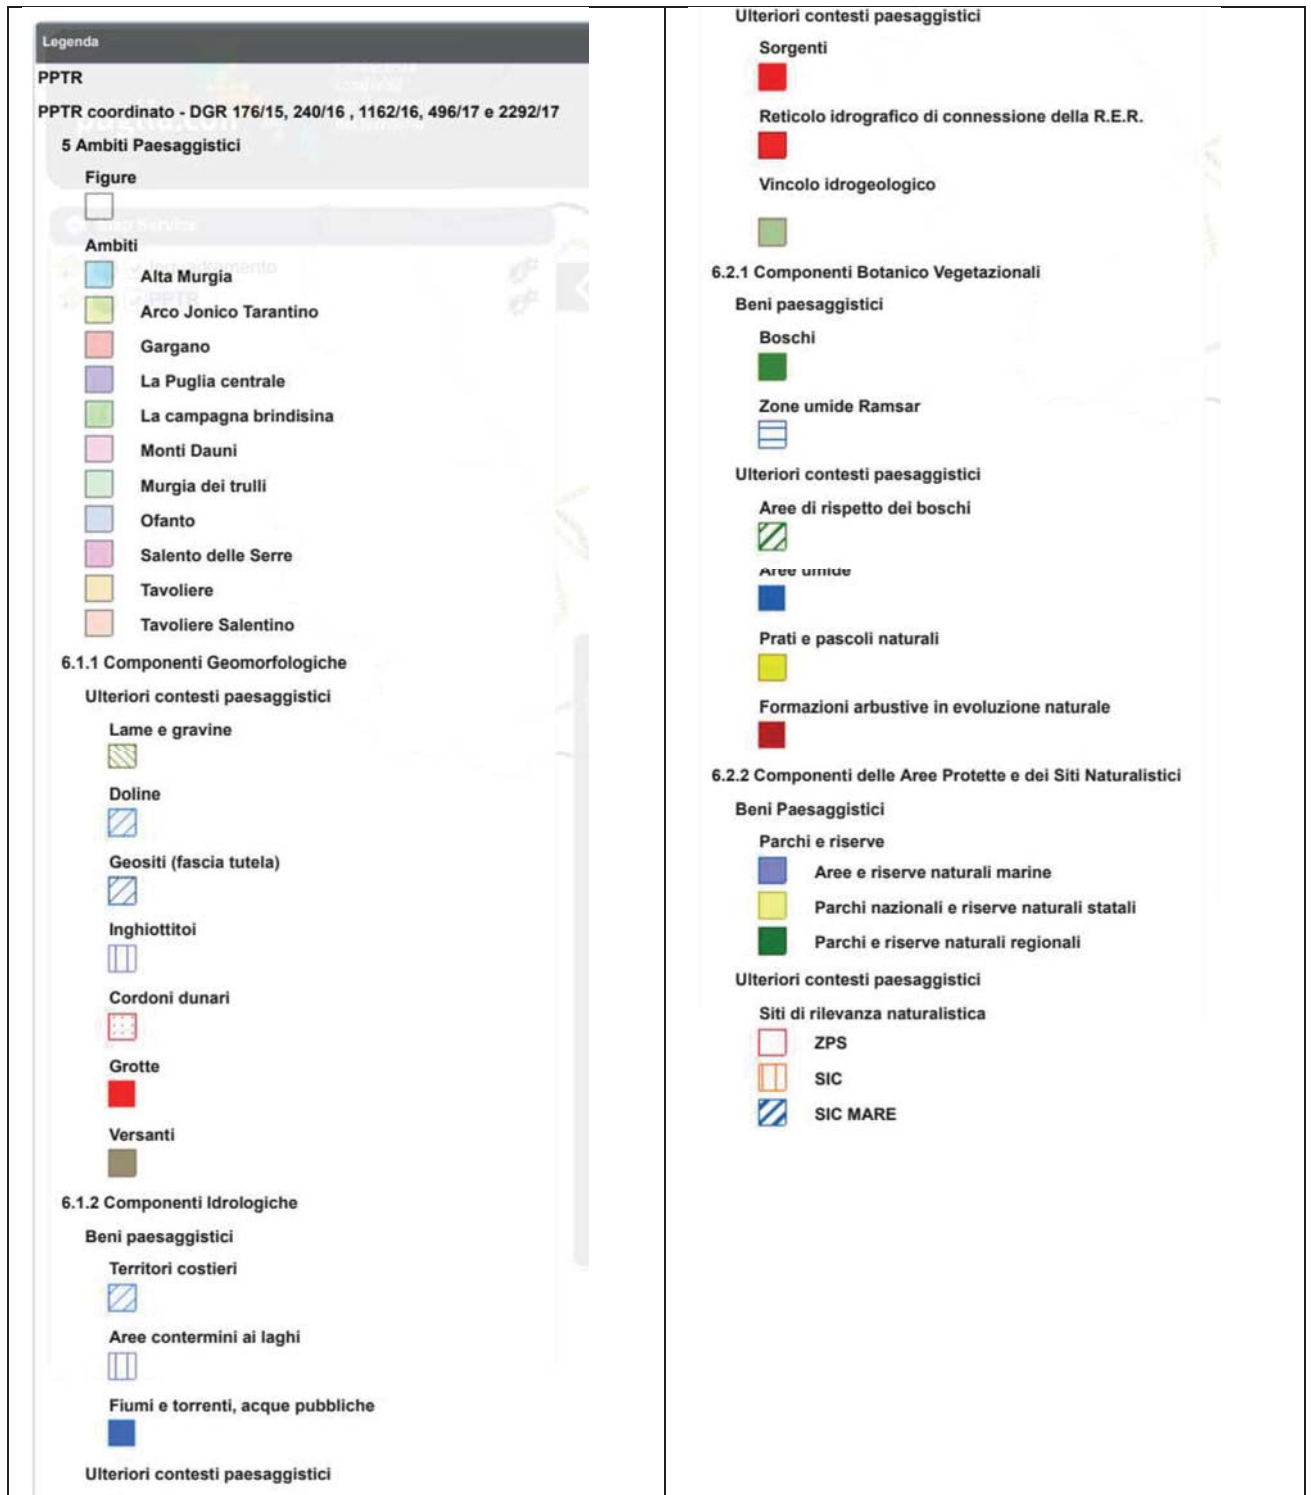 Legenda
PPTR
PPTR coordinato - DGR 176/15, 240/16 , 1162/16, 496/17 e 2292/17
5 Ambiti Paesaggistici
Figure
Ambiti
Alta Murgia
Arco Jonico Tarantino
Gargano
La Puglia centrale
La campagna brindisina
Monti Dauni
Murgia dei trulli
Ofanto
Salento delle Serre
Tavoliere
Tavoliere Salentino
6.1.1 Componenti Geomorfologiche
Ulteriori contesti paesaggistici
Lame e gravine
Doline
Geositi (fascia tutela)
Inghiottitoi
Cordoni dunari
Grotte
Versanti
6.1.2 Componenti Idrologiche
Beni paesaggistici
Territori costieri
Aree contermini ai laghi
Fiumi e torrenti, acque pubbliche
Ulteriori contesti paesaggistici
Ulteriori contesti paesaggistici
Sorgenti
Reticolo idrografico di connessione della R.E.R.
Vincolo idrogeologico
6.2.1 Componenti Botanico Vegetazionali
Beni paesaggistici
Boschi
Zone umide Ramsar
Ulteriori contesti paesaggistici
Aree di rispetto dei boschi
Aree umide
Prati e pascoli naturali
Formazioni arbustive in evoluzione naturale
6.2.2 Componenti delle Aree Protette e dei Siti Naturalistici
Beni Paesaggistici
Parchi e riserve
Aree e riserve naturali marine
Parchi nazionali e riserve naturali statali
Parchi e riserve naturali regionali
Ulteriori contesti paesaggistici
Siti di rilevanza naturalistica
ZPS
SIC
SIC MARE